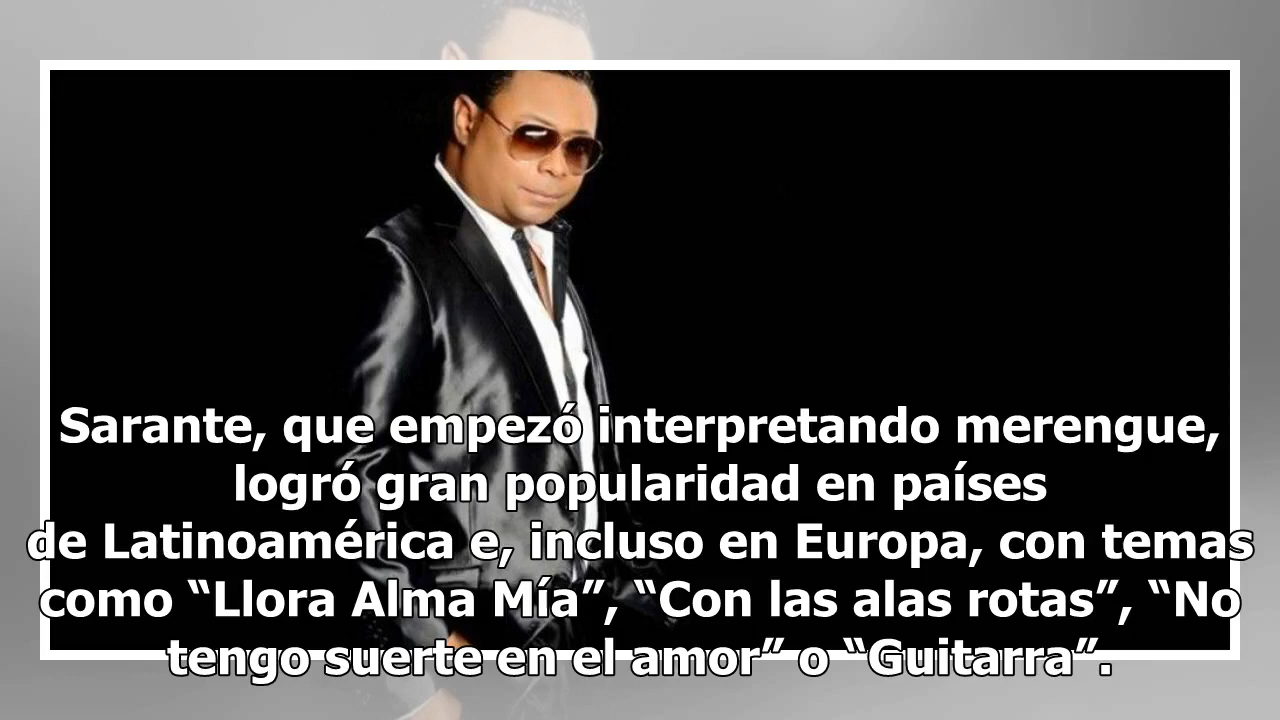 Sarante, que empezó interpretando merengue,
logró gran popularidad en países
de Latinoamérica e, incluso en Europa, con temas
como “Llora Alma Mía”, “Con las alas rotas”, “No
tengo suerte en el amor” o “Guitarra”.